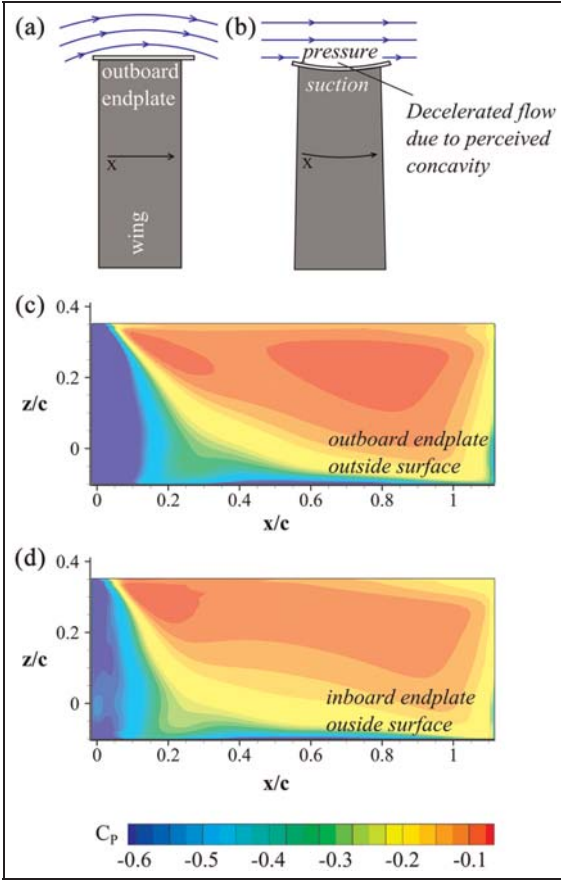 (a)
outboard
endplate
x
wing
(b)
pressure
suction
Decelerated flow
due to perceived
concavity
x
(c)
0.4
0.2
0
z/c
outboard endplate
outside surface
0 0.2 0.4 0.6 0.8 1
x/c
(d)
0.4
0.2
0
z/c
inboard endplate
ouside surface
0 0.2 0.4 0.6 0.8 1
x/c
CP
-0.6 -0.5 -0.4 -0.3 -0.2 -0.1